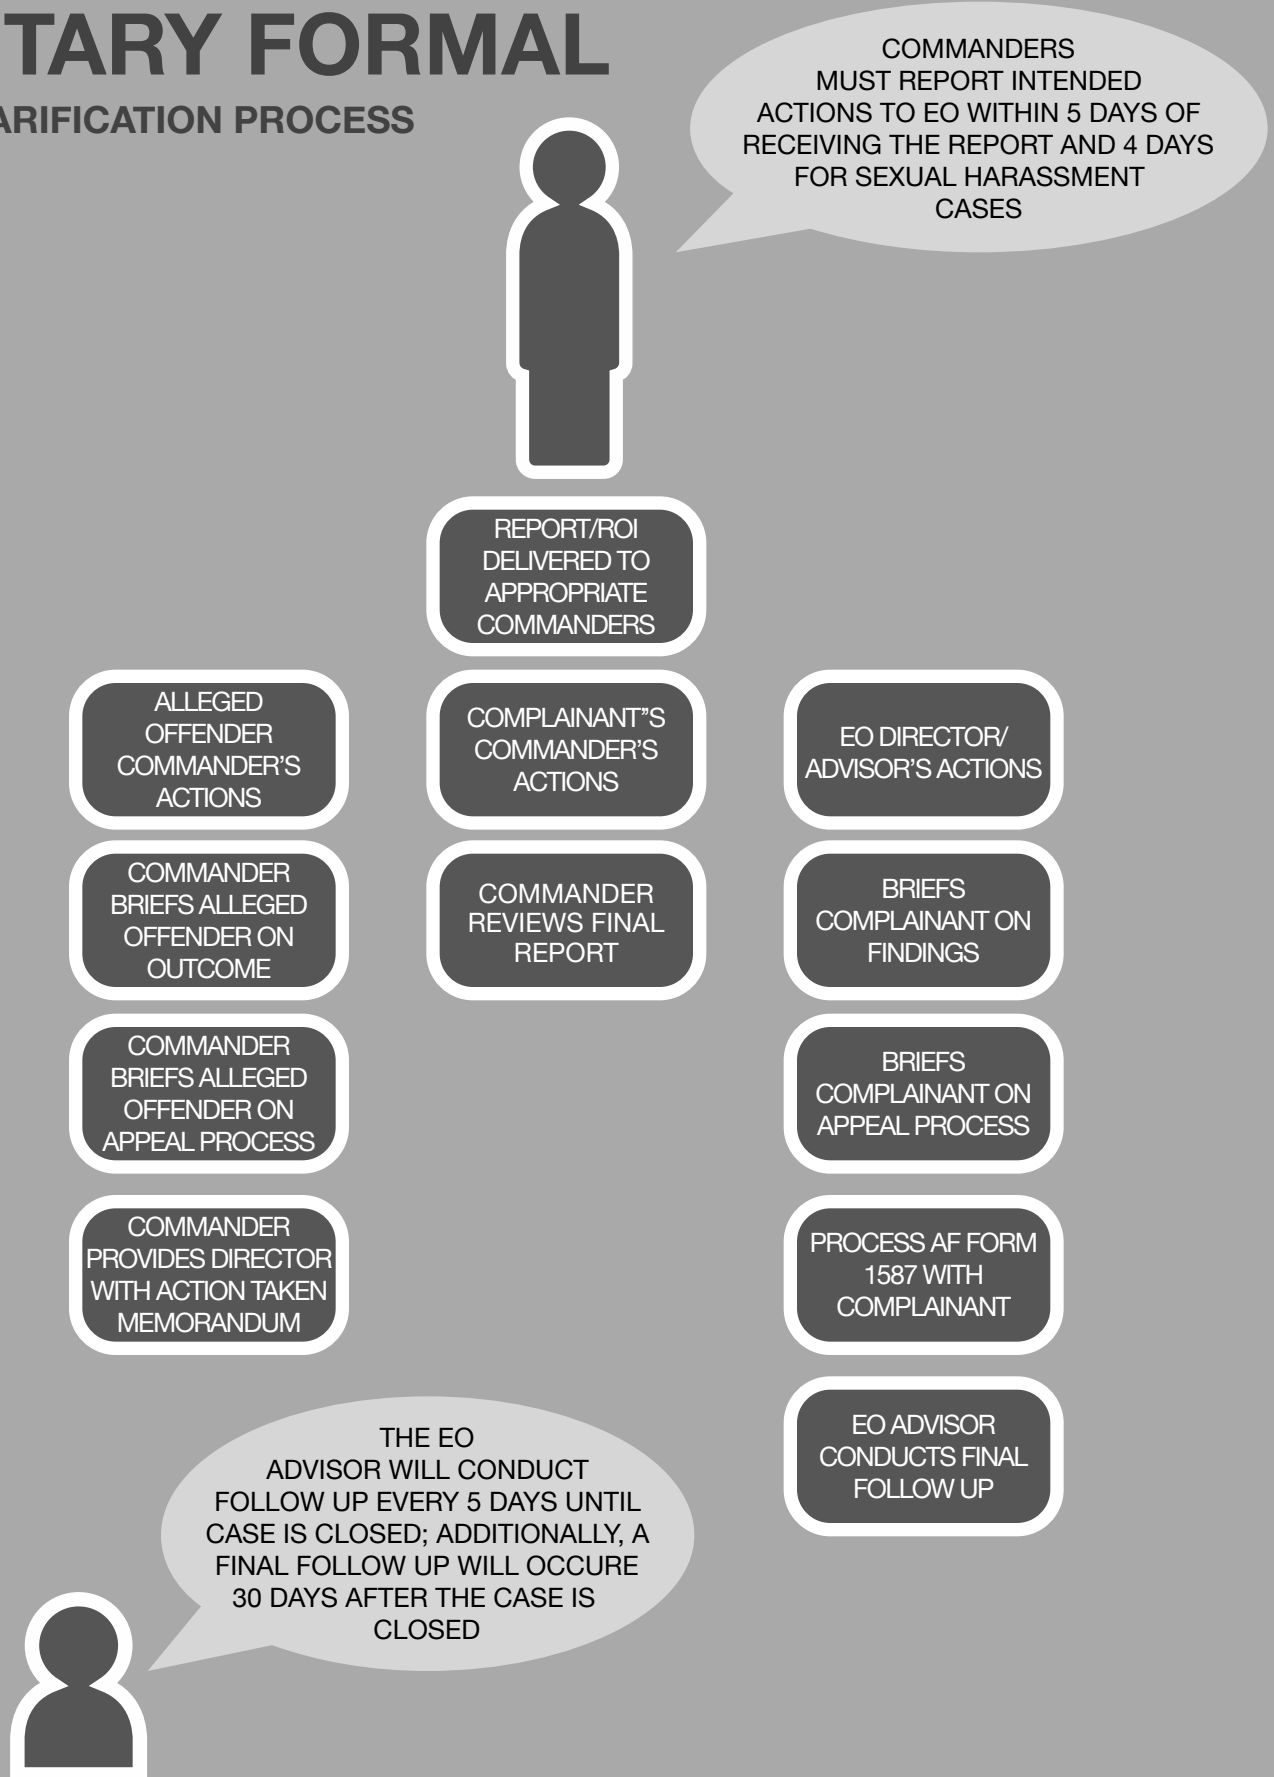 TARY FORMAL
ARIFICATION PROCESS
COMMANDERS
MUST REPORT INTENDED
ACTIONS TO EO WITHIN 5 DAYS OF
RECEIVING THE REPORT AND 4 DAYS
FOR SEXUAL HARASSMENT
CASES
REPORT/ROI
DELIVERED TO
APPROPRIATE
COMMANDERS
ALLEGED
OFFENDER
COMMANDER'S
ACTIONS
COMPLAINANT"S
COMMANDER'S
ACTIONS
EO DIRECTOR/
ADVISOR'S ACTIONS
COMMANDER
BRIEFS ALLEGED
OFFENDER ON
OUTCOME
COMMANDER
REVIEWS FINAL
REPORT
BRIEFS
COMPLAINANT ON
FINDINGS
COMMANDER
BRIEFS ALLEGED
OFFENDER ON
APPEAL PROCESS
BRIEFS
COMPLAINANT ON
APPEAL PROCESS
COMMANDER
PROVIDES DIRECTOR
WITH ACTION TAKEN
MEMORANDUM
PROCESS AF FORM
1587 WITH
COMPLAINANT
EO ADVISOR
CONDUCTS FINAL
FOLLOW UP
THE EO
ADVISOR WILL CONDUCT
FOLLOW UP EVERY 5 DAYS UNTIL
CASE IS CLOSED; ADDITIONALLY, A
FINAL FOLLOW UP WILL OCCURE
30 DAYS AFTER THE CASE IS
CLOSED